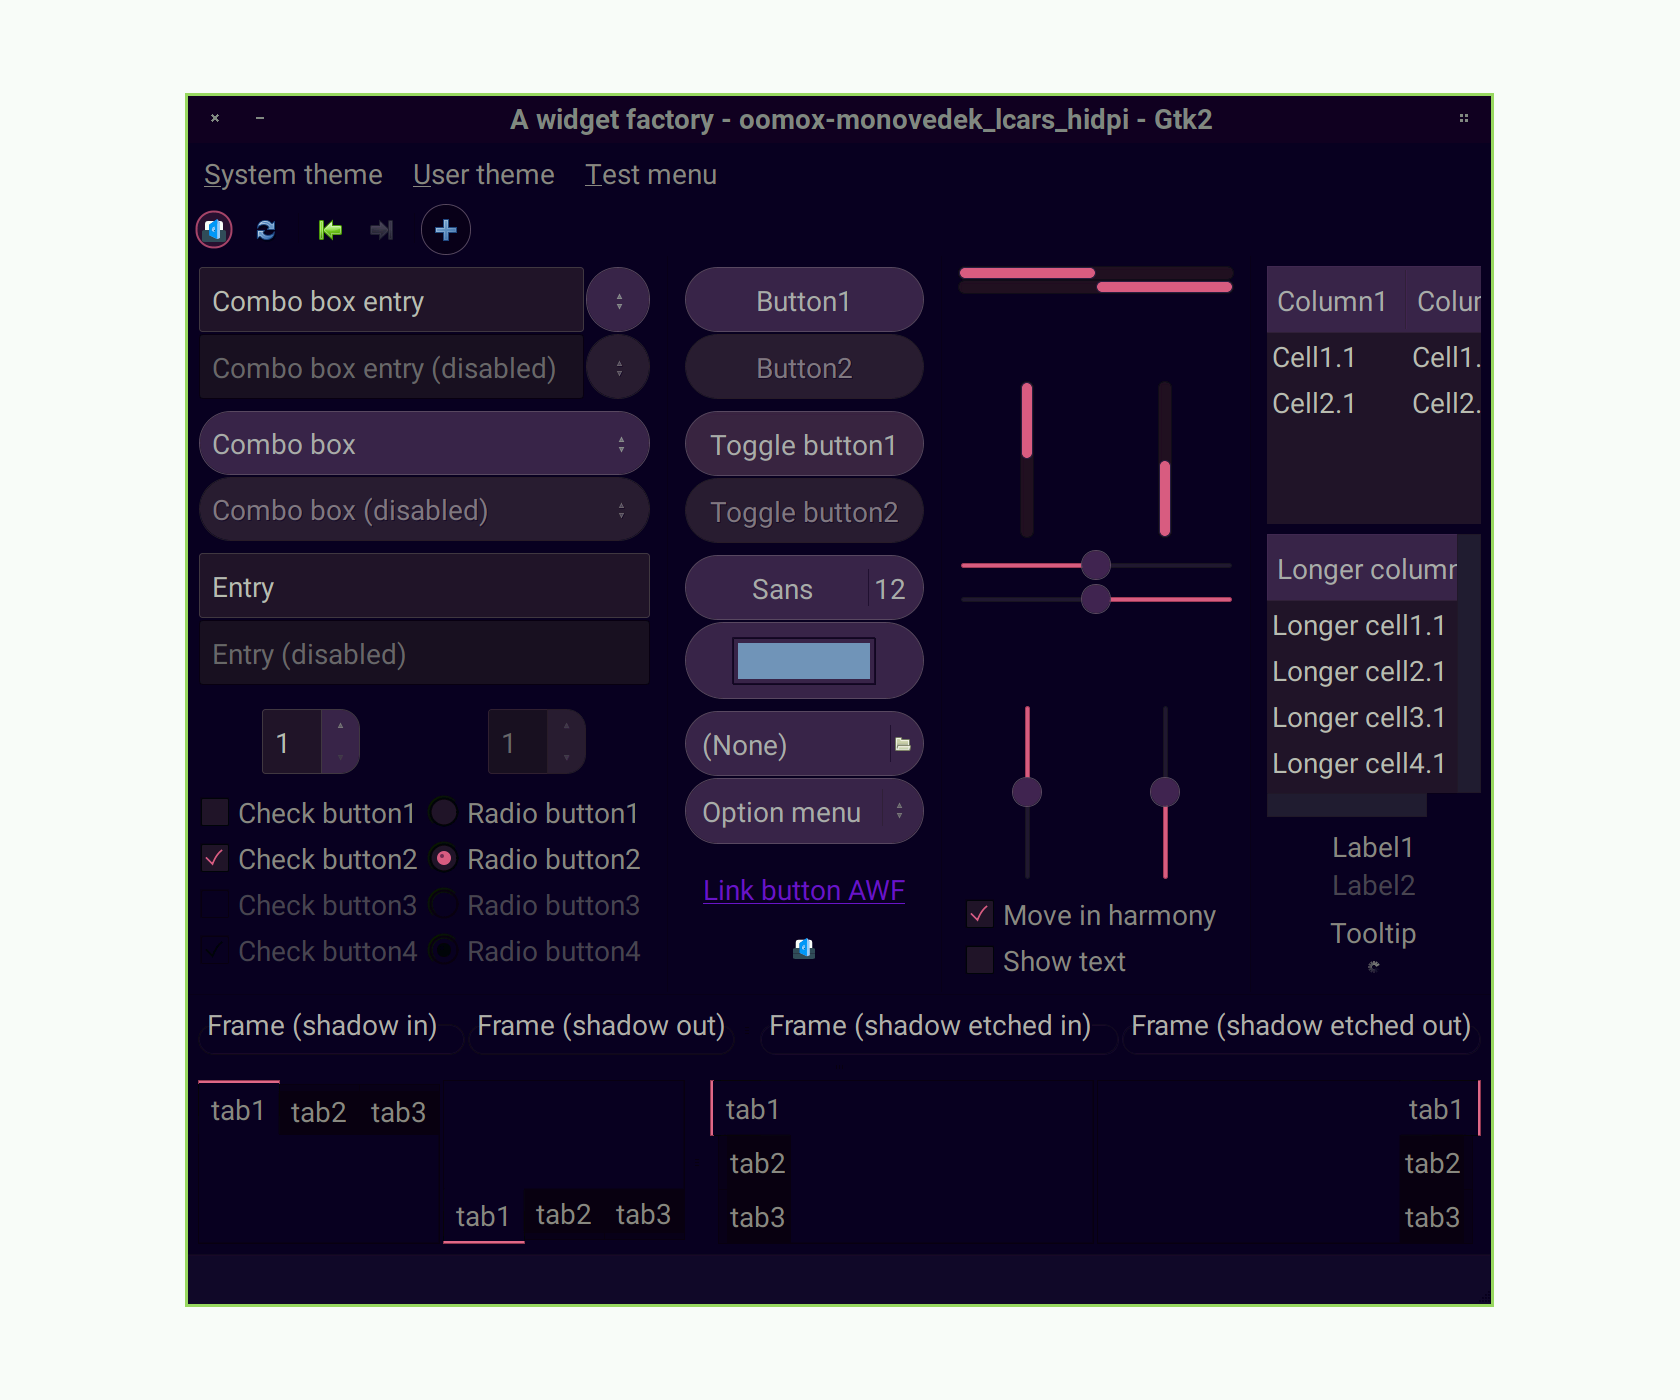 A widget factory - oomox-monovedek_lcars_hidpi - Gtk2
System theme User theme Test menu
Combo box entry
Combo box entry (disabled)
Combo box
Combo box (disabled)
Entry
Entry (disabled)
1 1
Check button1 Radio button1
Check button2 Radio button2
Check button3 Radio button3
Check button4 Radio button4
Button1
Button2
Toggle button1
Toggle button2
Sans 12
(None)
Option menu
Link button AWF
Move in harmony
Show text
Column1 Colum
Cell1.1 Cell1.
Cell2.1 Cell2.
Longer column
Longer cell1.1
Longer cell2.1
Longer cell3.1
Longer cell4.1
Label1
Label2
Tooltip
Frame (shadow in) Frame (shadow out) Frame (shadow etched in) Frame (shadow etched out)
tab1 tab2 tab3
tab1 tab2 tab3
tab1
tab2
tab3
tab1
tab2
tab3